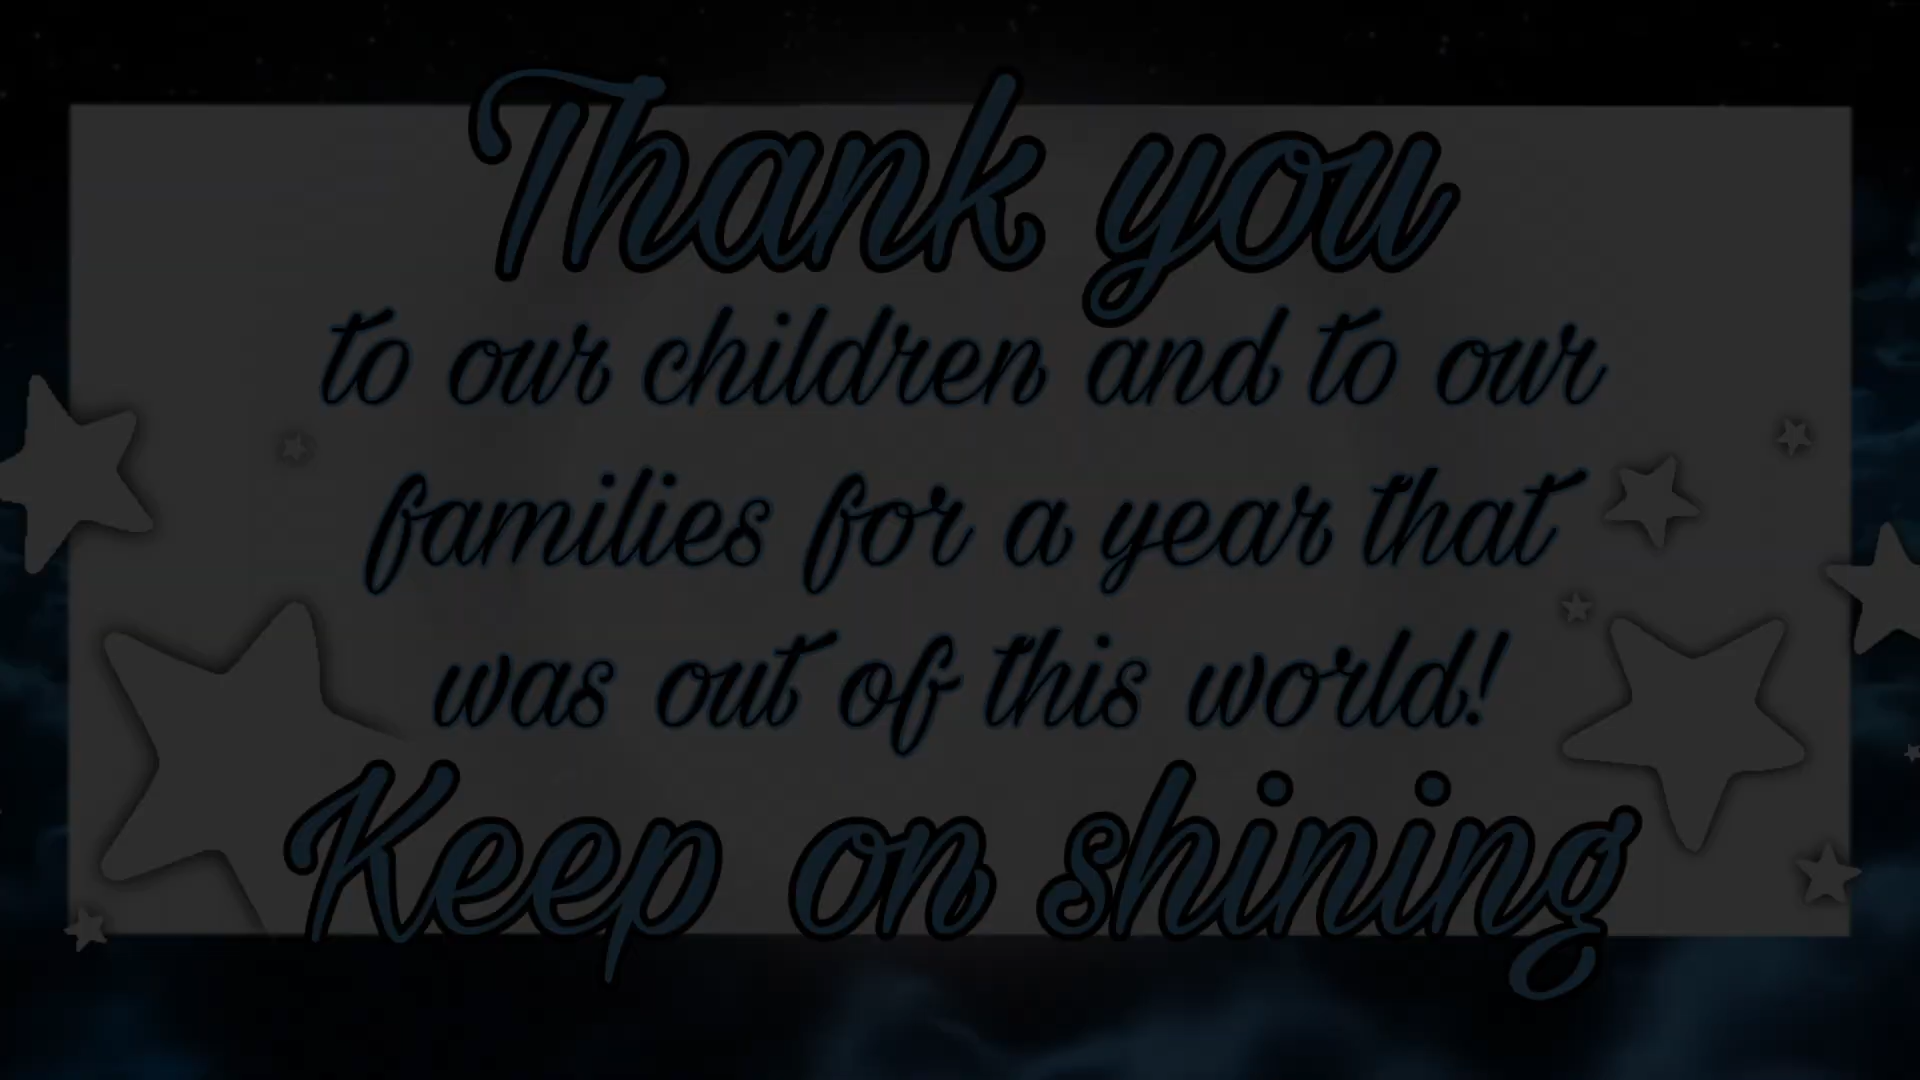 Thank you
to our children and to our
families for a year that
was out of this world!
Keep on shining